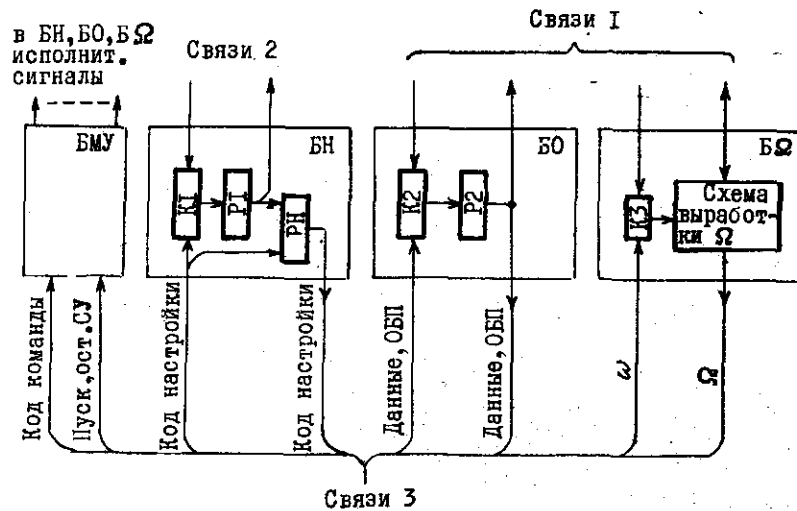 Связи I
в БН, БО, БΩ
исполнит.
сигналы
Связи 2
БМУ
БН
БО
БΩ
К1
Р1
РН
К2
Р2
К3
Схема
выработ-
ки Ω
Код команды
Пуск, ост. СУ
Код настройки
Код настройки
Данные, ОБП
Данные, ОБП
ω
Ω
Связи 3